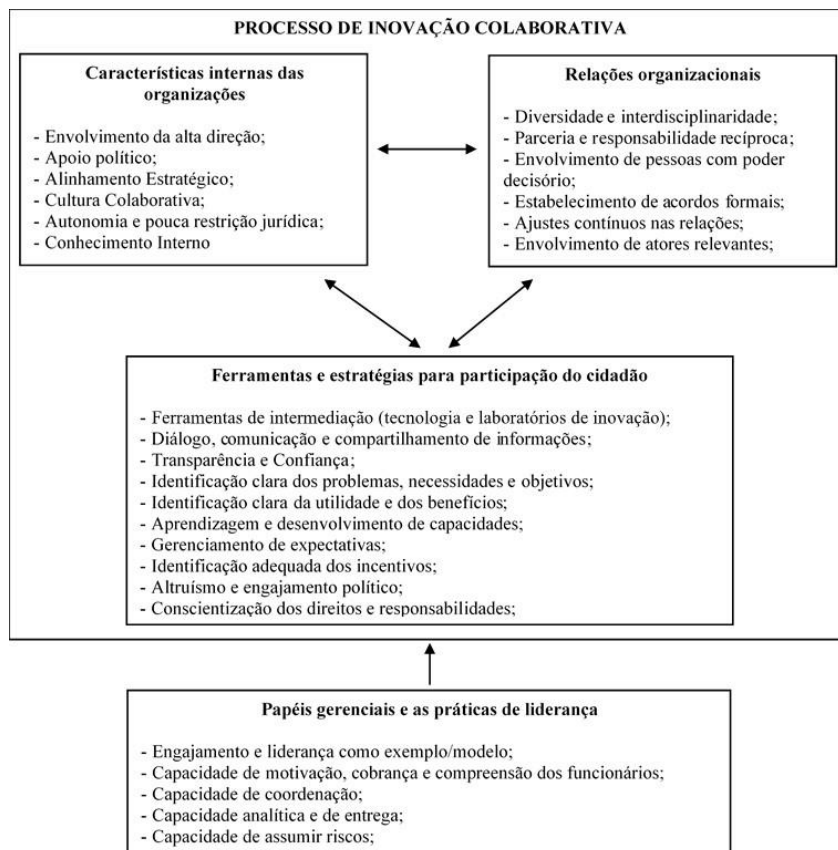 PROCESSO DE INOVAÇÃO COLABORATIVA
Características internas das
organizações
- Envolvimento da alta direção;
- Apoio político;
- Alinhamento Estratégico;
- Cultura Colaborativa;
- Autonomia e pouca restrição jurídica;
- Conhecimento Interno
Relações organizacionais
- Diversidade e interdisciplinaridade;
- Parceria e responsabilidade recíproca;
- Envolvimento de pessoas com poder
decisório;
- Estabelecimento de acordos formais;
- Ajustes contínuos nas relações;
- Envolvimento de atores relevantes;
Ferramentas e estratégias para participação do cidadão
- Ferramentas de intermediação (tecnologia e laboratórios de inovação);
- Diálogo, comunicação e compartilhamento de informações;
- Transparência e Confiança;
- Identificação clara dos problemas, necessidades e objetivos;
- Identificação clara da utilidade e dos benefícios;
- Aprendizagem e desenvolvimento de capacidades;
- Gerenciamento de expectativas;
- Identificação adequada dos incentivos;
- Altruísmo e engajamento político;
- Conscientização dos direitos e responsabilidades;
Papéis gerenciais e as práticas de liderança
- Engajamento e liderança como exemplo/modelo;
- Capacidade de motivação, cobrança e compreensão dos funcionários;
- Capacidade de coordenação;
- Capacidade analítica e de entrega;
- Capacidade de assumir riscos;